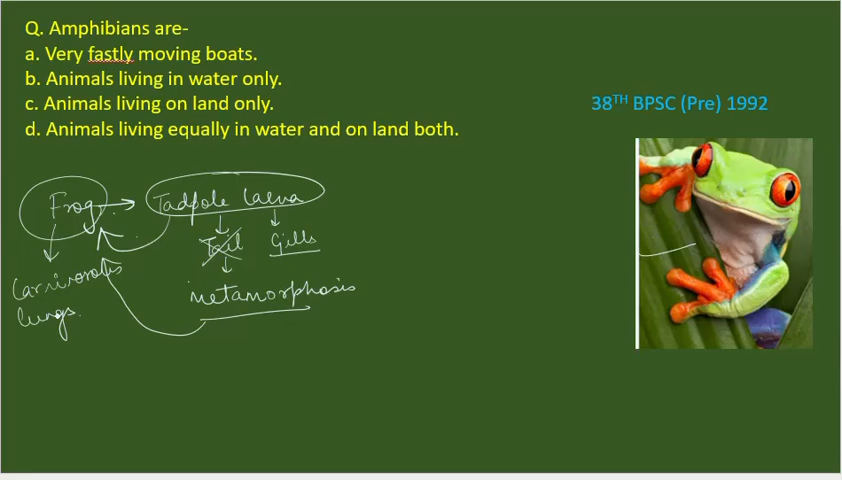 Q. Amphibians are-
a. Very fastly moving boats.
b. Animals living in water only.
c. Animals living on land only.
d. Animals living equally in water and on land both.
38TH BPSC (Pre) 1992
Frog
Tadpole Laeva
Tail
Gills
Carnivorous
lungs.
metamorphosis